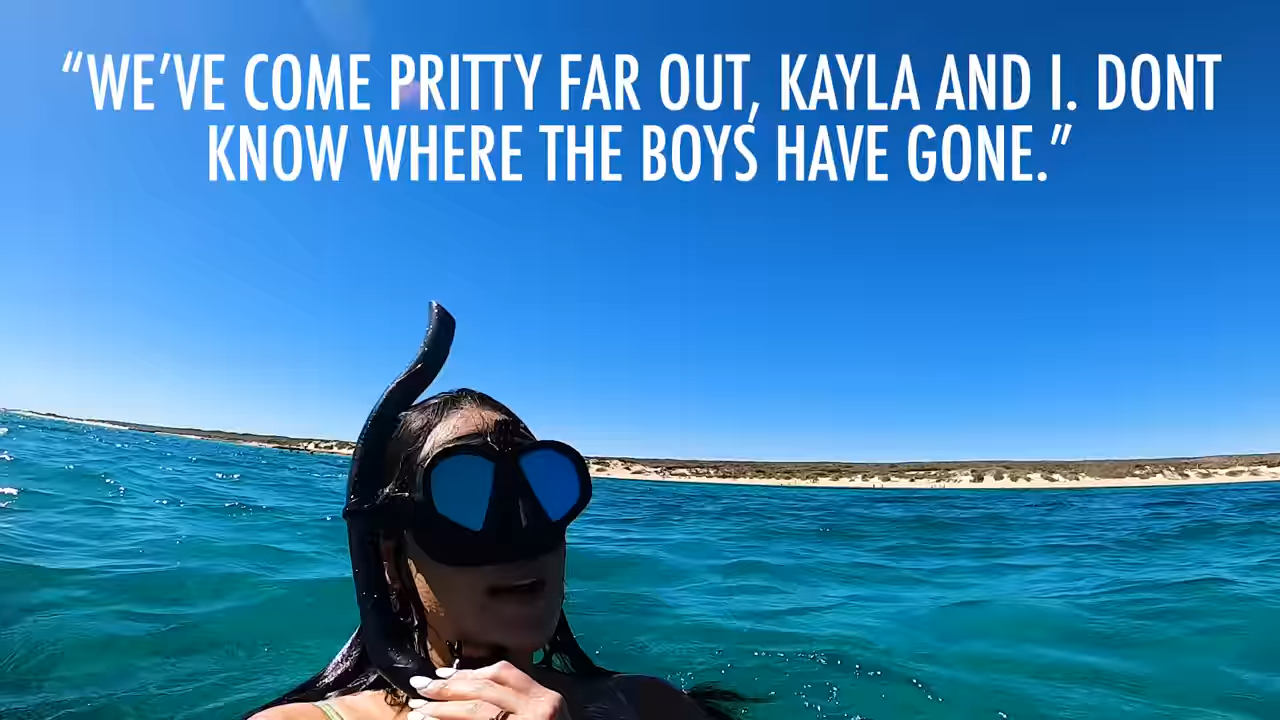 “WE’VE COME PRITTY FAR OUT, KAYLA AND I. DONT
KNOW WHERE THE BOYS HAVE GONE.”